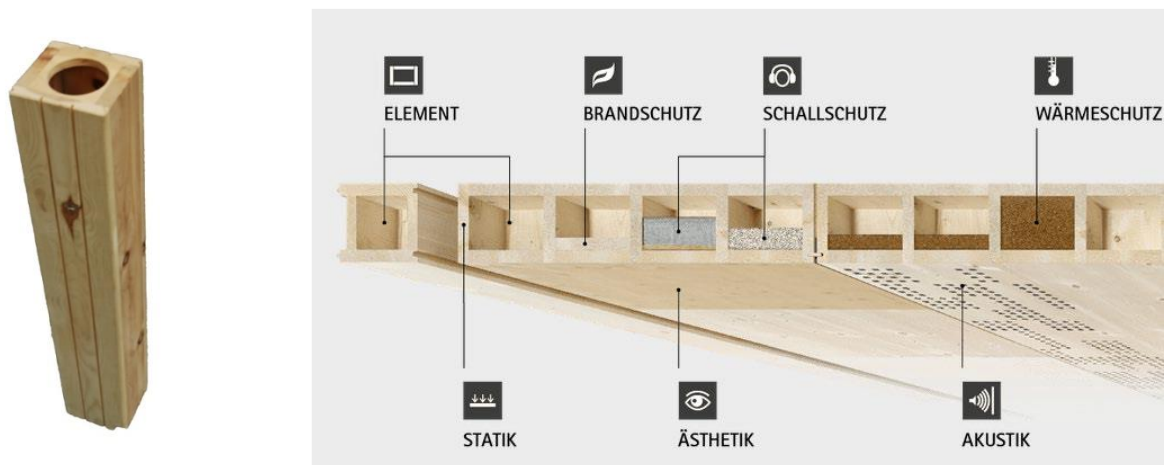 ELEMENT
BRANDSCHUTZ
SCHALLSCHUTZ
WÄRMESCHUTZ
STATIK
ÄSTHETIK
AKUSTIK